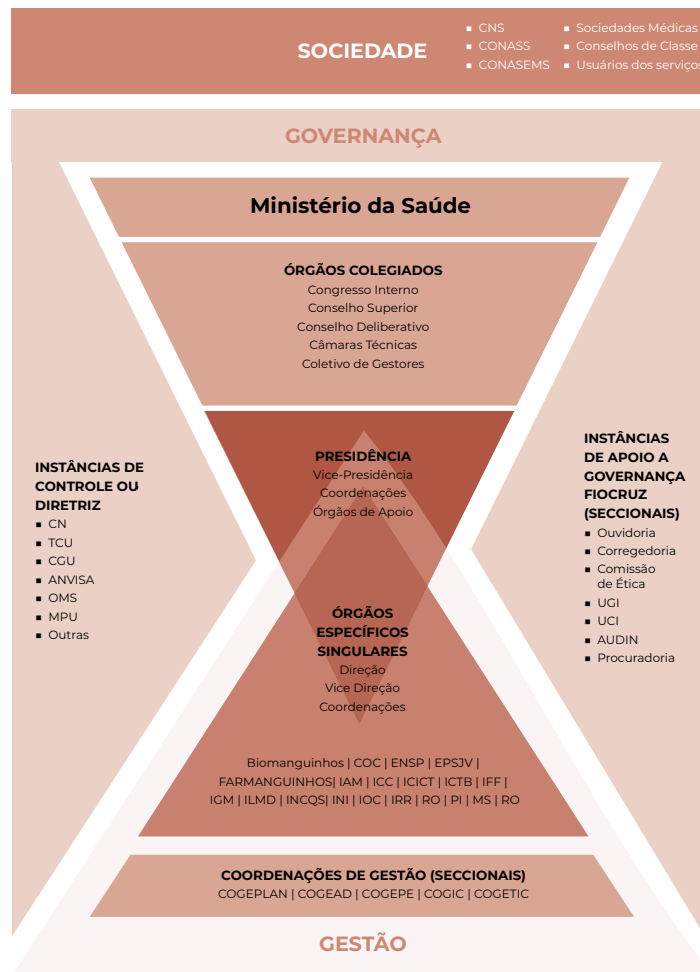 SOCIEDADE
▪ CNS
▪ CONASS
▪ CONASEMS
▪ Sociedades Médicas
▪ Conselhos de Classe
▪ Usuários dos serviços
GOVERNANÇA
Ministério da Saúde
ÓRGÃOS COLEGIADOS
Congresso Interno
Conselho Superior
Conselho Deliberativo
Câmaras Técnicas
Coletivo de Gestores
INSTÂNCIAS DE
CONTROLE OU
DIRETRIZ
▪ CN
▪ TCU
▪ CGU
▪ ANVISA
▪ OMS
▪ MPU
▪ Outras
PRESIDÊNCIA
Vice-Presidência
Coordenações
Órgãos de Apoio
INSTÂNCIAS
DE APOIO A
GOVERNANÇA
FIOCRUZ
(SECCIONAIS)
▪ Ouvidoria
▪ Corregedoria
▪ Comissão
de Ética
▪ UGI
▪ UCI
▪ AUDIN
▪ Procuradoria
ÓRGÃOS
ESPECÍFICOS
SINGULARES
Direção
Vice Direção
Coordenações
Biomanguinhos | COC | ENSP | EPSJV |
FARMANGUINHOS| IAM | ICC | ICICT | ICTB | IFF |
IGM | ILMD | INCQS| INI | IOC | IRR | RO | PI | MS | RO
COORDENAÇÕES DE GESTÃO (SECCIONAIS)
COGEPLAN | COGEAD | COGEPE | COGIC | COGETIC
GESTÃO